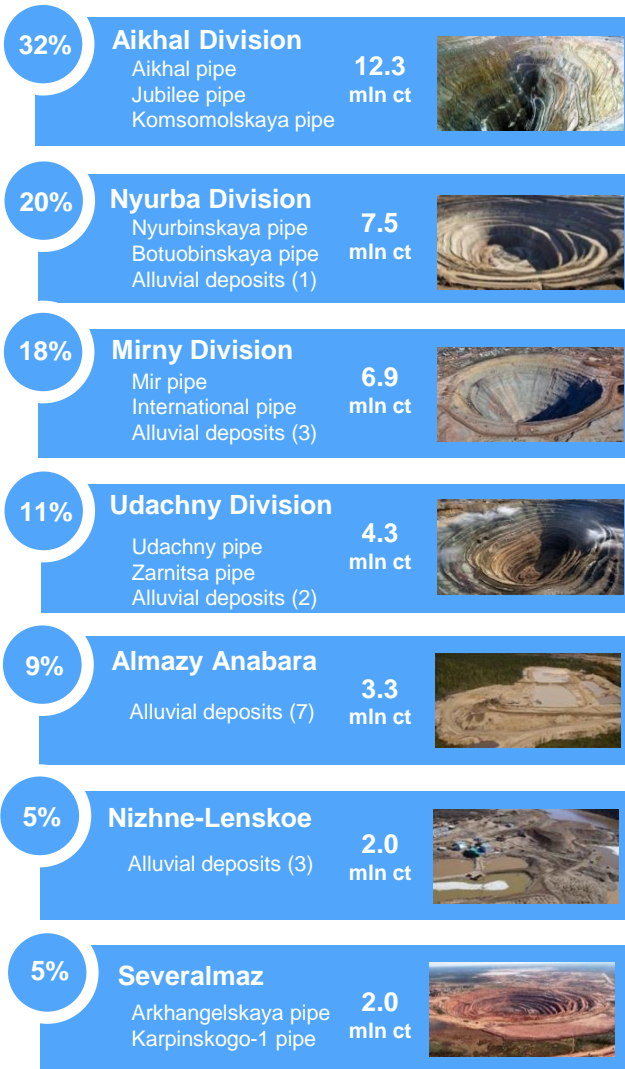 32%
Aikhal Division
Aikhal pipe
Jubilee pipe
Komsomolskaya pipe
12.3
mln ct
20%
Nyurba Division
Nyurbinskaya pipe
Botuobinskaya pipe
Alluvial deposits (1)
7.5
mln ct
18%
Mirny Division
Mir pipe
International pipe
Alluvial deposits (3)
6.9
mln ct
11%
Udachny Division
Udachny pipe
Zarnitsa pipe
Alluvial deposits (2)
4.3
mln ct
9%
Almazy Anabara
Alluvial deposits (7)
3.3
mln ct
5%
Nizhne-Lenskoe
Alluvial deposits (3)
2.0
mln ct
5%
Severalmaz
Arkhangelskaya pipe
Karpinskogo-1 pipe
2.0
mln ct